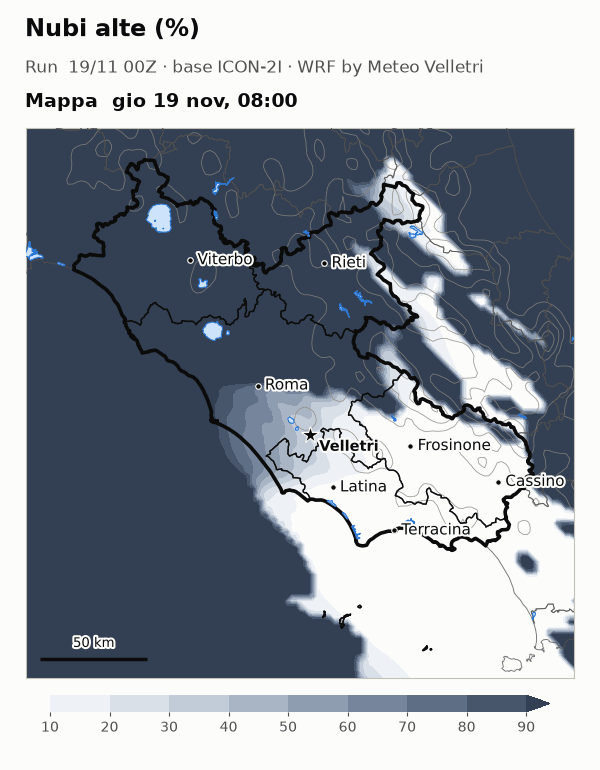 Nubi alte (%)
Run  19/11 00Z · base ICON-2I · WRF by Meteo Velletri
Mappa  gio 19 nov, 08:00
Viterbo
Rieti
Roma
Velletri
Frosinone
Latina
Cassino
Terracina
50 km
10 20 30 40 50 60 70 80 90